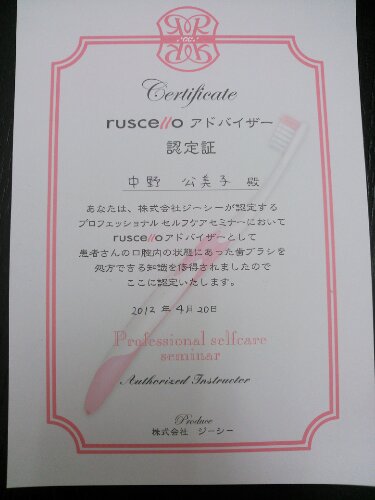 Certificate
ruscello アドバイザー
認定証
中野 公美子 殿
あなたは、株式会社ジーシーが認定する
プロフェッショナル セルフケアセミナーにおいて
ruscelloアドバイザーとして
患者さんの口腔内の状態にあった歯ブラシを
処方できる知識を修得されましたので
ここに認定いたします。
2012 年 4月 20日
Professional selfcare
seminar
Authorized Instructor
Produce
株式会社 ジーシー